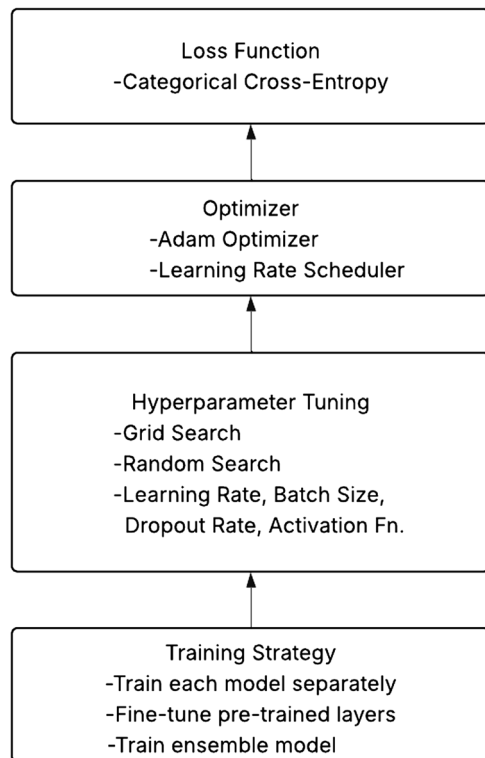 Loss Function
-Categorical Cross-Entropy
Optimizer
-Adam Optimizer
-Learning Rate Scheduler
Hyperparameter Tuning
-Grid Search
-Random Search
-Learning Rate, Batch Size,
Dropout Rate, Activation Fn.
Training Strategy
-Train each model separately
-Fine-tune pre-trained layers
-Train ensemble model